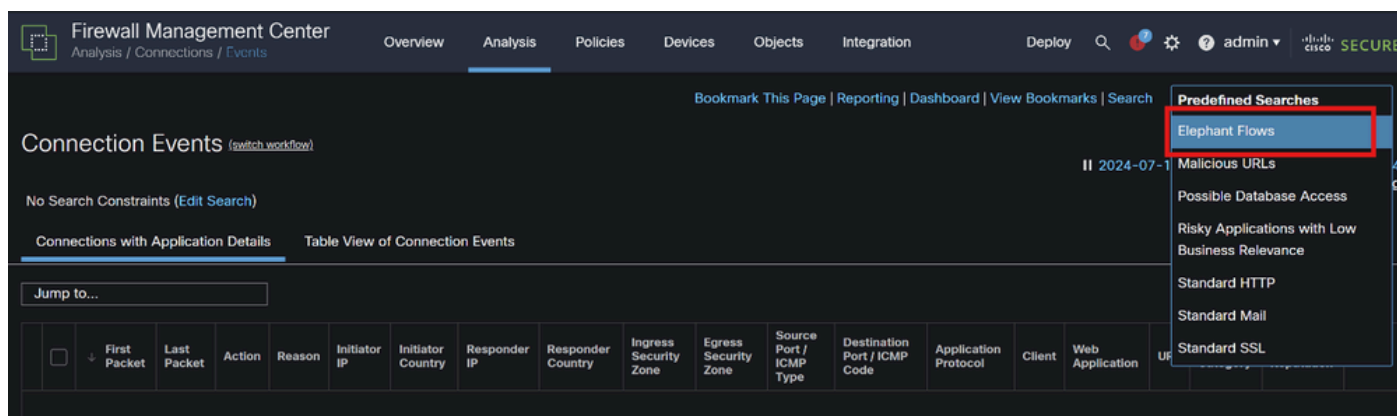 Firewall Management Center
Analysis / Connections / Events
Overview Analysis Policies Devices Objects Integration Deploy 7 admin cisco SECURE
Bookmark This Page | Reporting | Dashboard | View Bookmarks | Search
Predefined Searches
Elephant Flows
Malicious URLs
Possible Database Access
Risky Applications with Low
Business Relevance
Standard HTTP
Standard Mail
Standard SSL
Connection Events (switch workflow)
2024-07-1
No Search Constraints (Edit Search)
Connections with Application Details Table View of Connection Events
Jump to...
First Packet
Last Packet
Action
Reason
Initiator IP
Initiator Country
Responder IP
Responder Country
Ingress Security Zone
Egress Security Zone
Source Port / ICMP Type
Destination Port / ICMP Code
Application Protocol
Client
Web Application